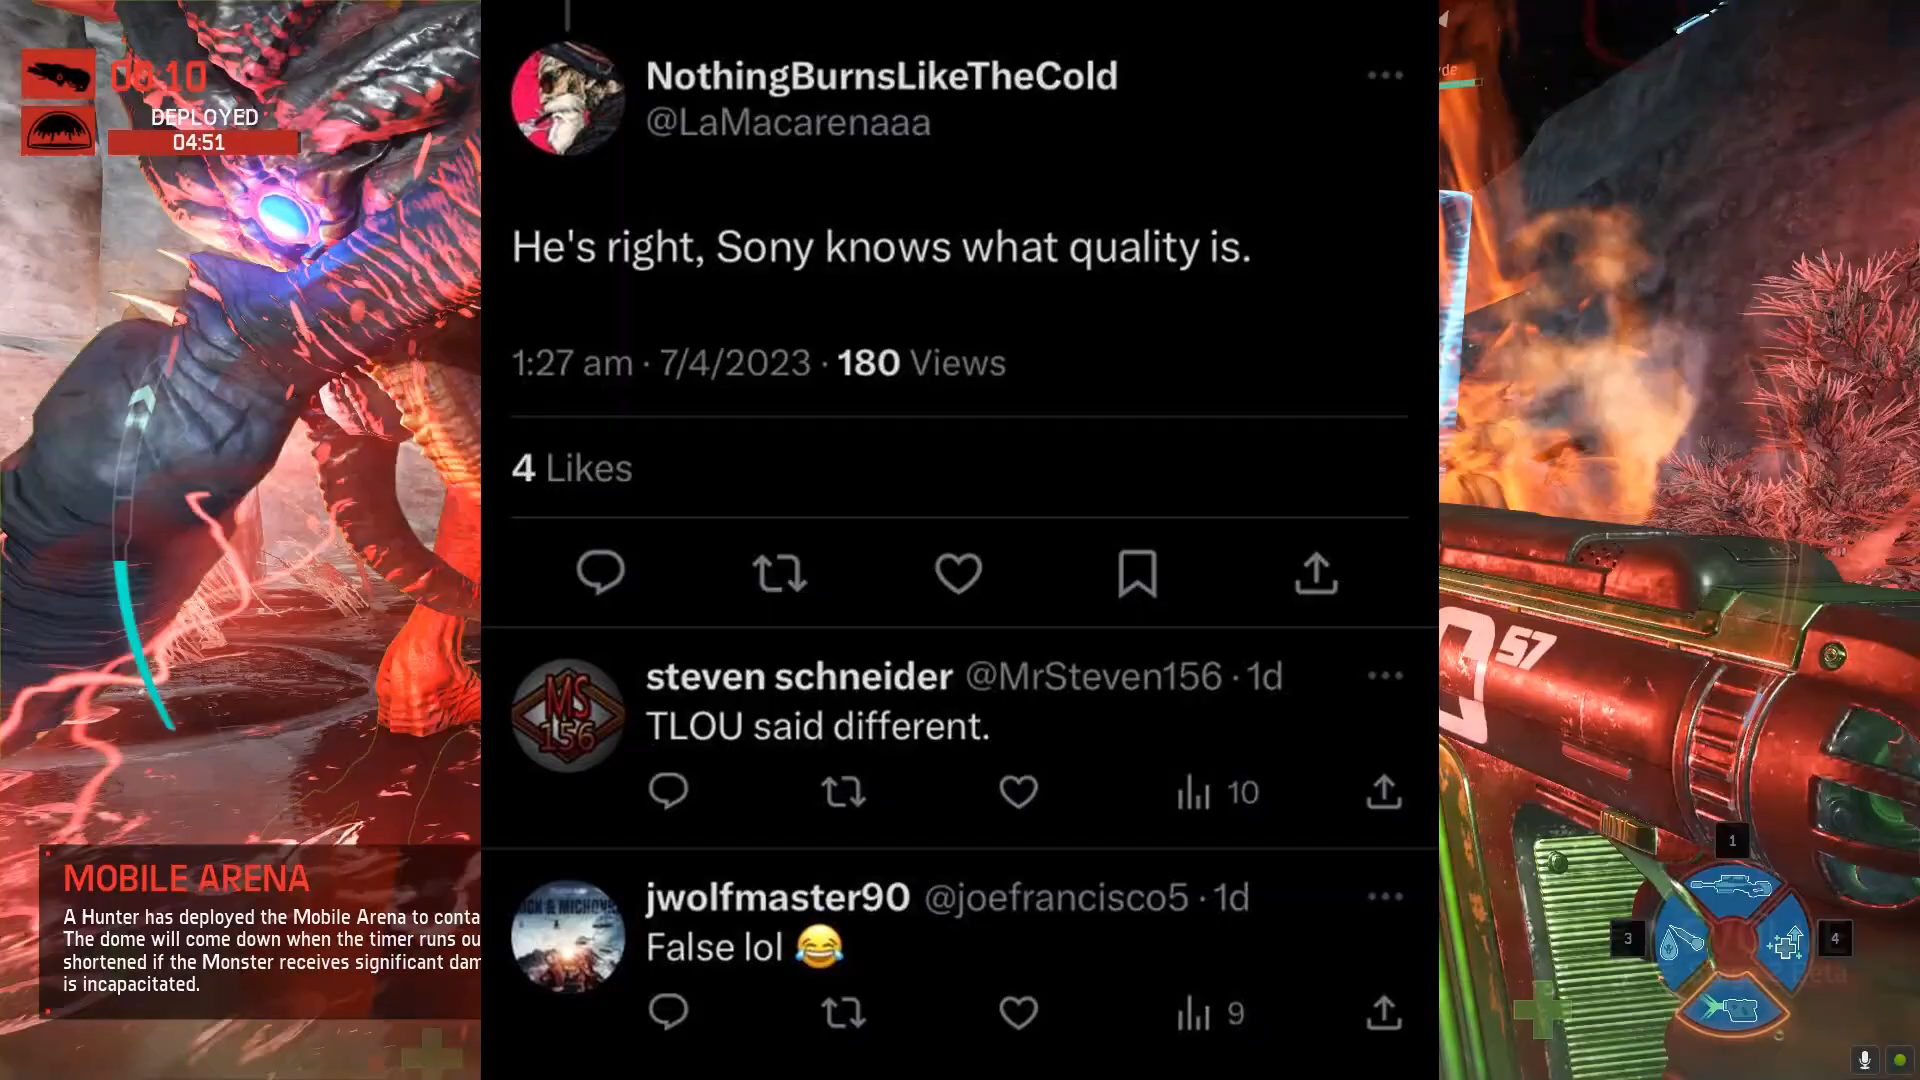 00:10
DEPLOYED
04:51
NothingBurnsLikeTheCold
@LaMacarenaaa
He's right, Sony knows what quality is.
1:27 am · 7/4/2023 · 180 Views
4 Likes
steven schneider @MrSteven156 · 1d
TLOU said different.
10
MS
156
jwolfmaster90 @joefrancisco5 · 1d
False lol 😂
9
MOBILE ARENA
A Hunter has deployed the Mobile Arena to conta
The dome will come down when the timer runs ou
shortened if the Monster receives significant dam
is incapacitated.
57
1
3
4